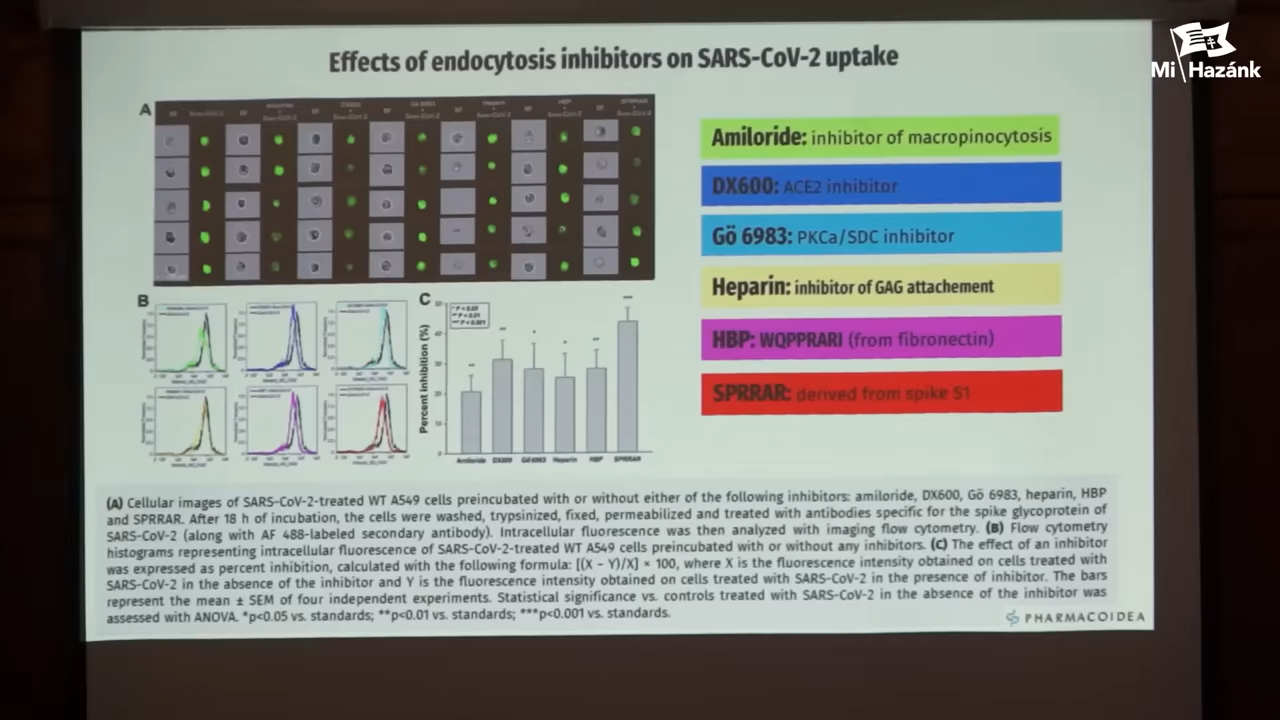 Effects of endocytosis inhibitors on SARS-CoV-2 uptake
Mi Hazánk
A
Amiloride: inhibitor of macropinocytosis
DX600: ACE2 inhibitor
Gö 6983: PKCa/SDC inhibitor
Heparin: inhibitor of GAG attachement
HBP: WQPPRARI (from fibronectin)
SPRRAR: derived from spike S1
B
C
Percent inhibition (%)
Amiloride DX600 Gö 6983 Heparin HBP SPRRAR
(A) Cellular images of SARS-CoV-2-treated WT A549 cells preincubated with or without either of the following inhibitors: amiloride, DX600, Gö 6983, heparin, HBP
and SPRRAR. After 18 h of incubation, the cells were washed, trypsinized, fixed, permeabilized and treated with antibodies specific for the spike glycoprotein of
SARS-CoV-2 (along with AF 488-labeled secondary antibody). Intracellular fluorescence was then analyzed with imaging flow cytometry. (B) Flow cytometry
histograms representing intracellular fluorescence of SARS-CoV-2-treated WT A549 cells preincubated with or without any inhibitors. (C) The effect of an inhibitor
was expressed as percent inhibition, calculated with the following formula: [(X – Y)/X] × 100, where X is the fluorescence intensity obtained on cells treated with
SARS-CoV-2 in the absence of the inhibitor and Y is the fluorescence intensity obtained on cells treated with SARS-CoV-2 in the presence of inhibitor. The bars
represent the mean ± SEM of four independent experiments. Statistical significance vs. controls treated with SARS-CoV-2 in the absence of the inhibitor was
assessed with ANOVA. *p<0.05 vs. standards; **p<0.01 vs. standards; ***p<0.001 vs. standards.
PHARMACOIDEA